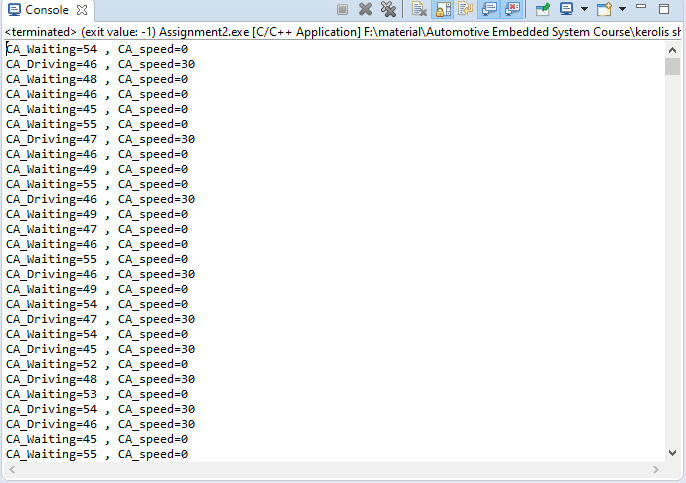 Console
<terminated> (exit value: -1) Assignment2.exe [C/C++ Application] F:\material\Automotive Embedded System Course\kerolis sh
CA_Waiting=54 , CA_speed=0
CA_Driving=46 , CA_speed=30
CA_Waiting=48 , CA_speed=0
CA_Waiting=46 , CA_speed=0
CA_Waiting=45 , CA_speed=0
CA_Waiting=55 , CA_speed=0
CA_Driving=47 , CA_speed=30
CA_Waiting=46 , CA_speed=0
CA_Waiting=49 , CA_speed=0
CA_Waiting=55 , CA_speed=0
CA_Driving=46 , CA_speed=30
CA_Waiting=49 , CA_speed=0
CA_Waiting=47 , CA_speed=0
CA_Waiting=46 , CA_speed=0
CA_Waiting=55 , CA_speed=0
CA_Driving=46 , CA_speed=30
CA_Waiting=49 , CA_speed=0
CA_Waiting=54 , CA_speed=0
CA_Driving=47 , CA_speed=30
CA_Waiting=54 , CA_speed=0
CA_Driving=45 , CA_speed=30
CA_Waiting=52 , CA_speed=0
CA_Driving=48 , CA_speed=30
CA_Waiting=53 , CA_speed=0
CA_Driving=54 , CA_speed=30
CA_Driving=46 , CA_speed=30
CA_Waiting=45 , CA_speed=0
CA_Waiting=55 , CA_speed=0